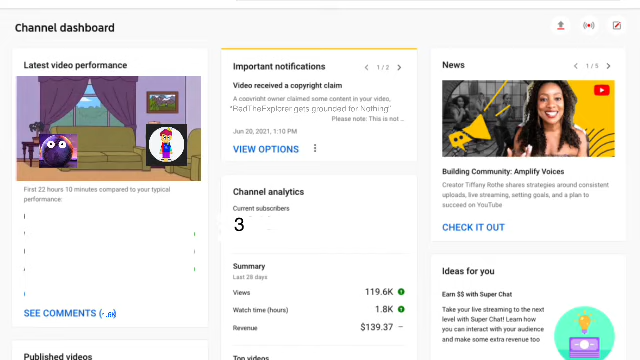 Channel dashboard
Latest video performance
First 22 hours 10 minutes compared to your typical
performance:
SEE COMMENTS (
Published videos
Important notifications
1 / 2
Video received a copyright claim
A copyright owner claimed some content in your video,
"RedTheExplorer gets grounded for Nothing"
Please note: This is not ...
Jun 20, 2021, 1:10 PM
VIEW OPTIONS
Channel analytics
Current subscribers
3
Summary
Last 28 days
Views 119.6K
Watch time (hours) 1.8K
Revenue $139.37 –
Top videos
News
1 / 5
Building Community: Amplify Voices
Creator Tiffany Rothe shares strategies around consistent
uploads, live streaming, setting goals, and a plan to
succeed on YouTube
CHECK IT OUT
Ideas for you
Earn $$ with Super Chat
Take your live streaming to the next
level with Super Chat! Learn how
you can interact with your audience
and make some extra revenue too